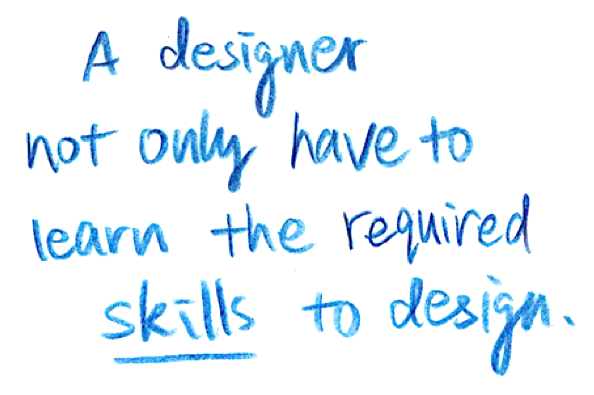 A designer
not only have to
learn the required
skills to design.